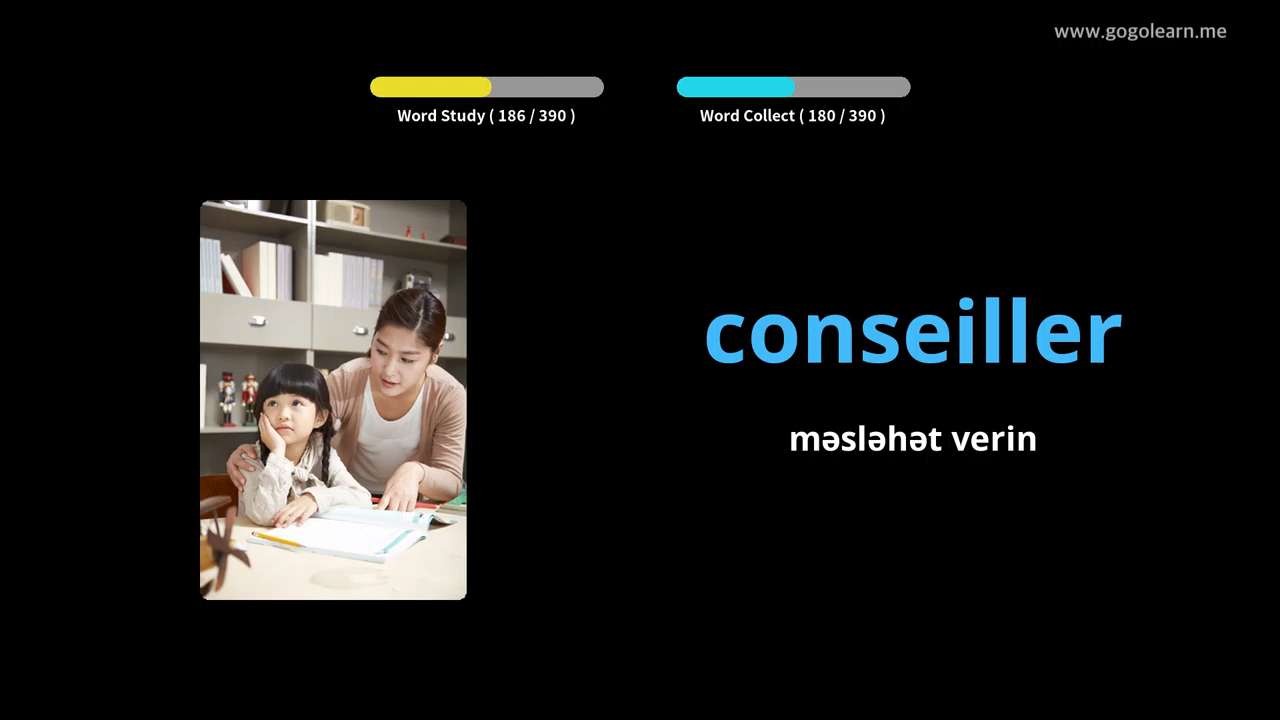 www.gogolearn.me
Word Study ( 186 / 390 )
Word Collect ( 180 / 390 )
conseiller
məsləhət verin